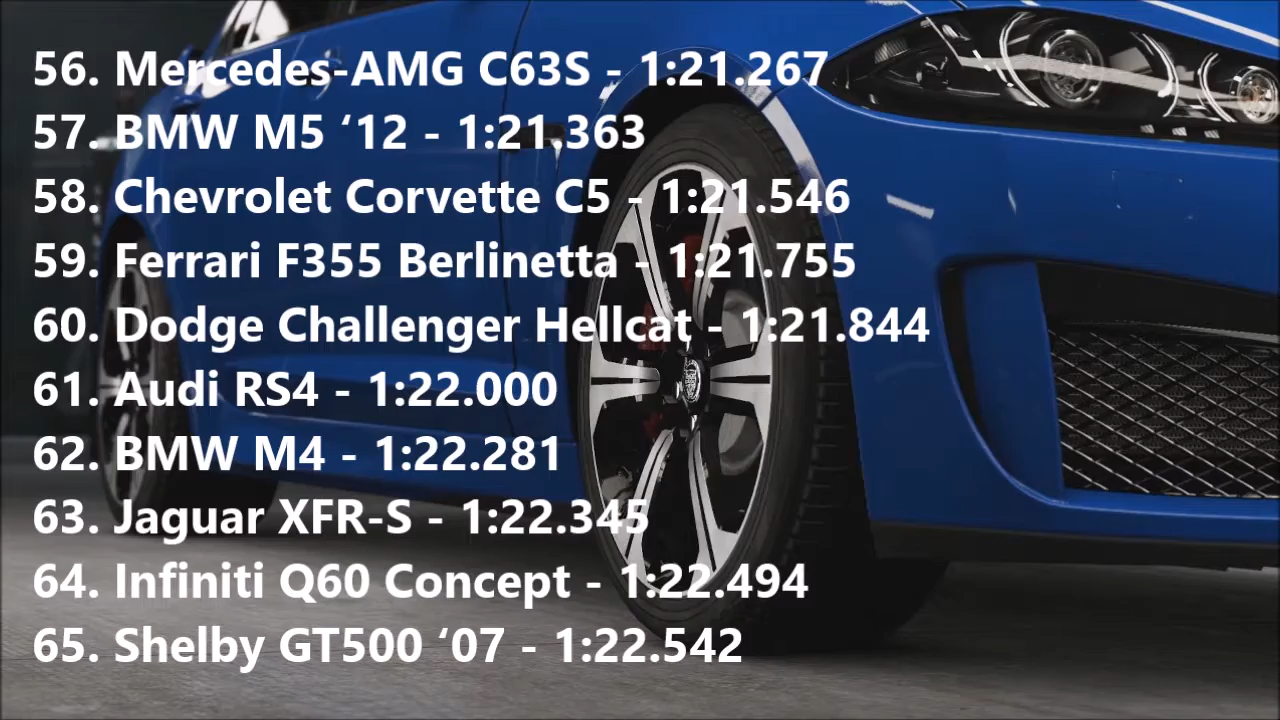 56. Mercedes-AMG C63S - 1:21.267
57. BMW M5 ‘12 - 1:21.363
58. Chevrolet Corvette C5 - 1:21.546
59. Ferrari F355 Berlinetta - 1:21.755
60. Dodge Challenger Hellcat - 1:21.844
61. Audi RS4 - 1:22.000
62. BMW M4 - 1:22.281
63. Jaguar XFR-S - 1:22.345
64. Infiniti Q60 Concept - 1:22.494
65. Shelby GT500 ‘07 - 1:22.542